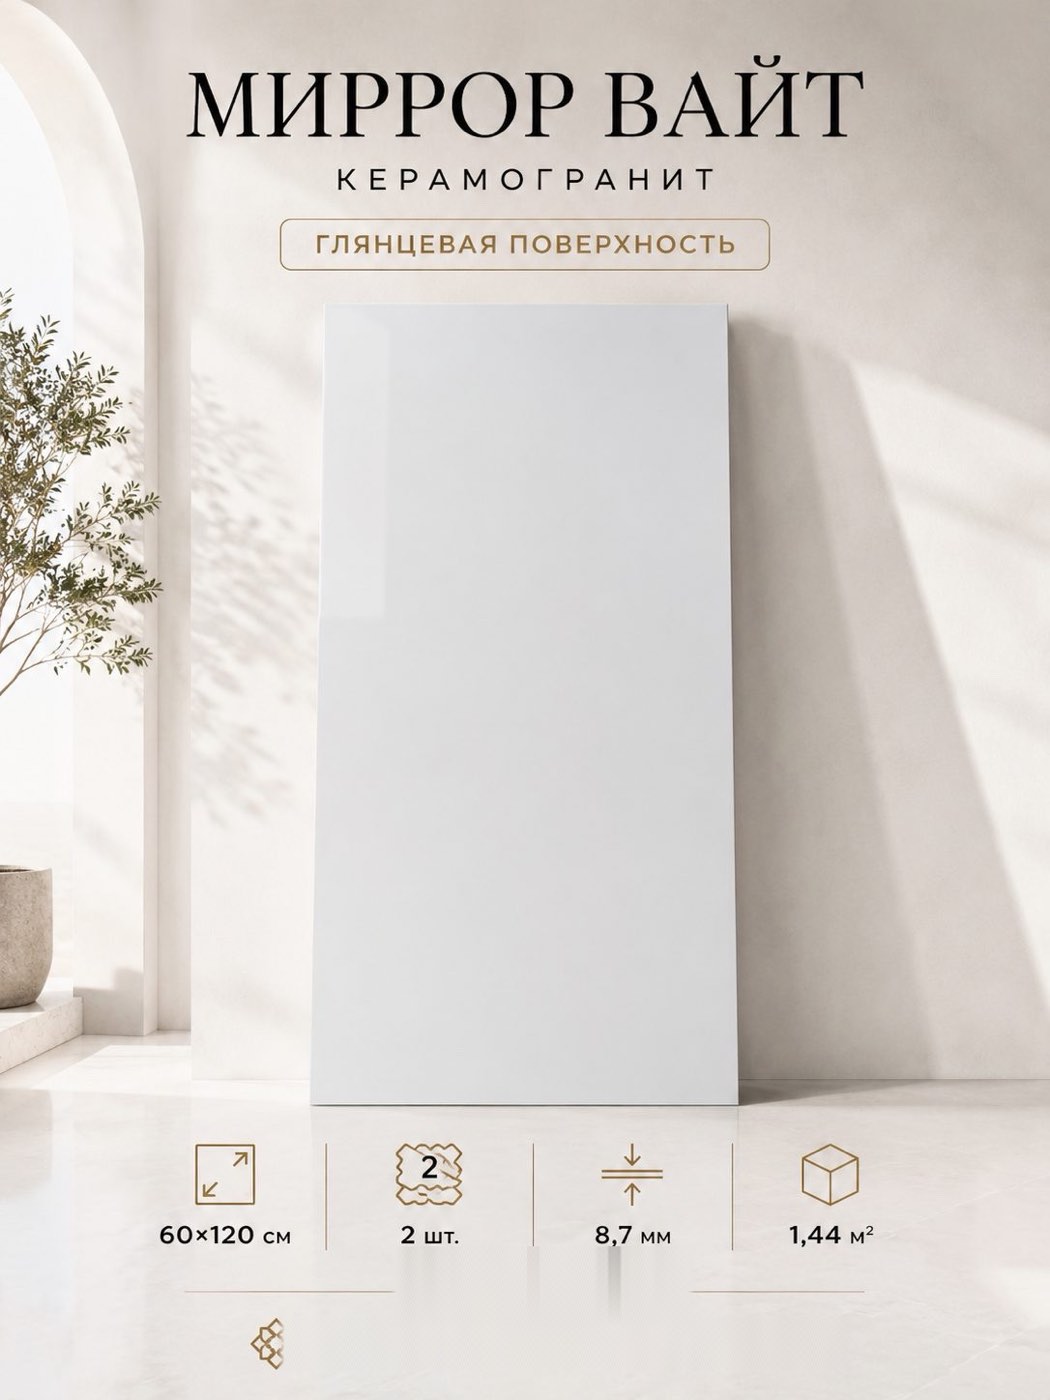 МИРРОР ВАЙТ
КЕРАМОГРАНИТ
ГЛЯНЦЕВАЯ ПОВЕРХНОСТЬ
2
60×120 см
2 шт.
8,7 мм
1,44 м²